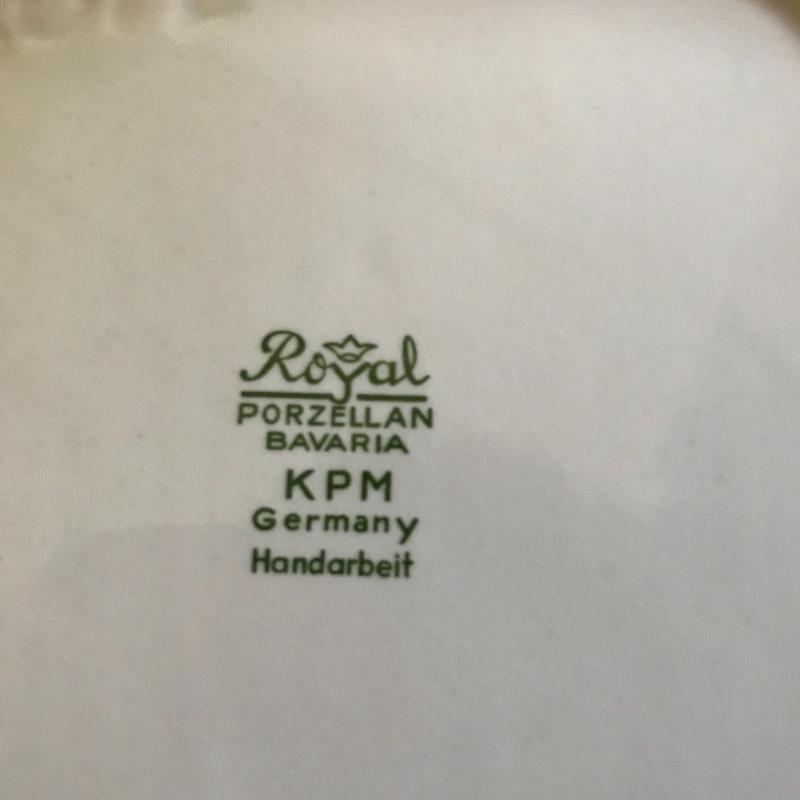 Royal
PORZELLAN
BAVARIA
KPM
Germany
Handarbeit